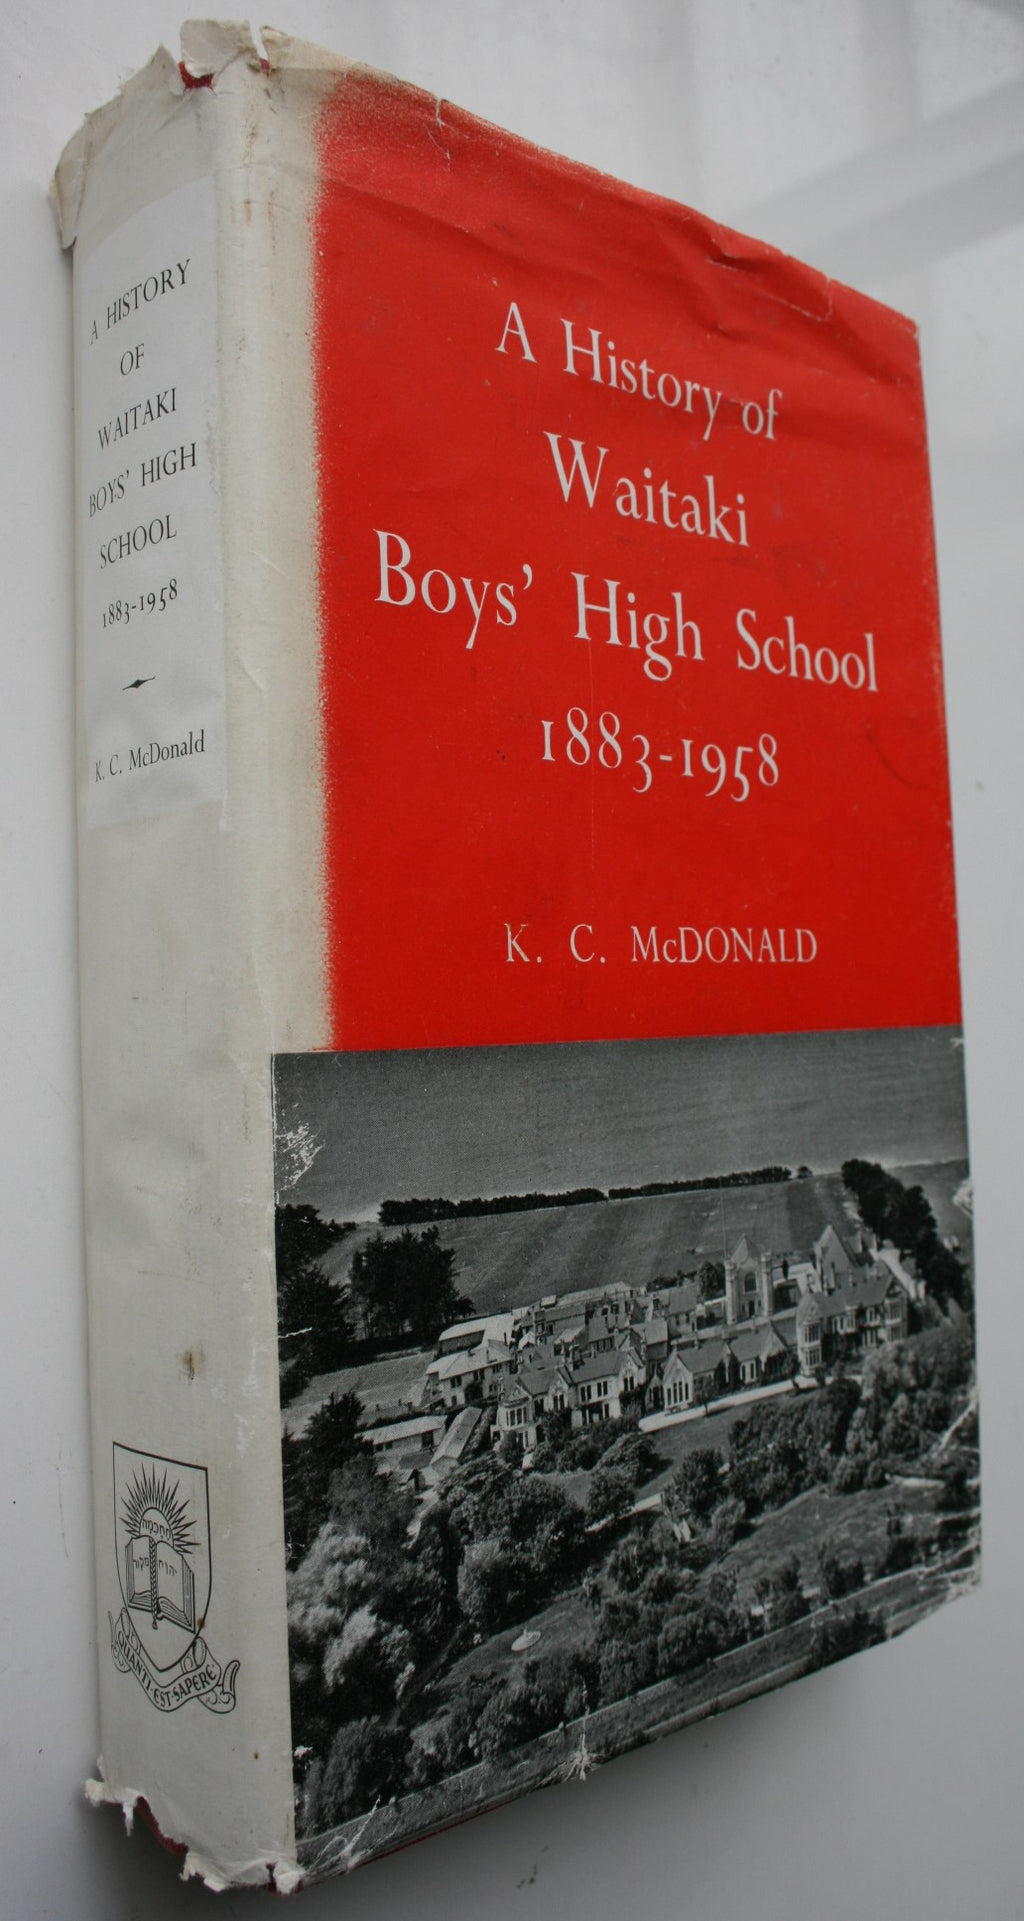 A HISTORY
OF
WAITAKI
BOYS' HIGH
SCHOOL
1883-1958
K. C. McDonald
QUANTI·EST·SAPERE
A History of
Waitaki
Boys' High School
1883-1958
K. C. McDONALD